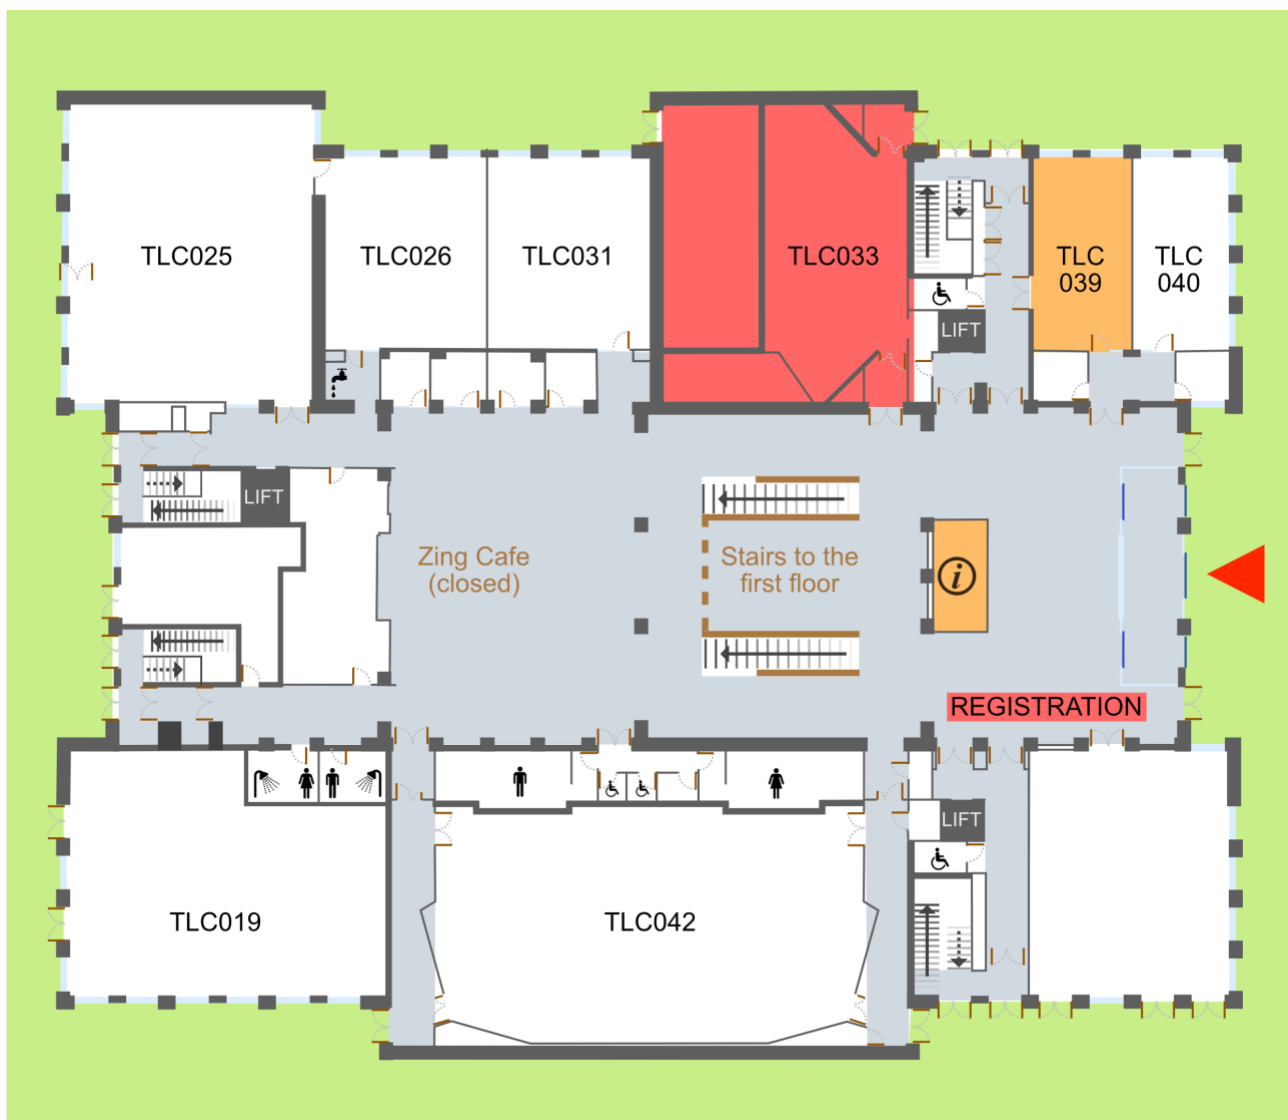 TLC025
TLC026
TLC031
TLC033
TLC
039
TLC
040
LIFT
LIFT
Zing Cafe
(closed)
Stairs to the
first floor
i
REGISTRATION
LIFT
TLC019
TLC042